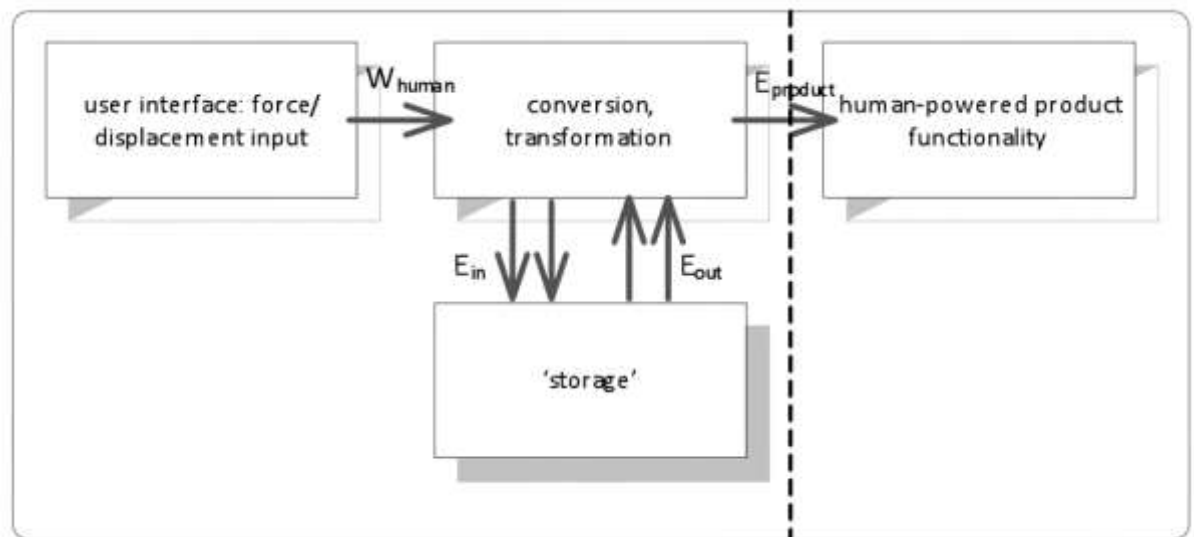 user interface: force/
displacement input
W human
conversion,
transformation
E product
human-powered product
functionality
E in
E out
‘storage’